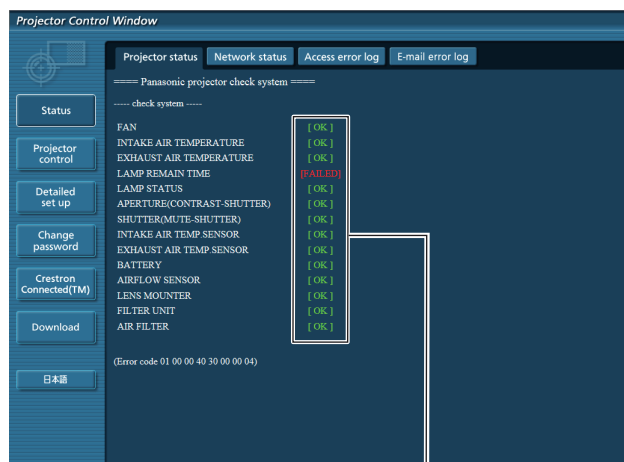 Projector Control Window
Projector status Network status Access error log E-mail error log
==== Panasonic projector check system ====
----- check system -----
FAN [ OK ]
INTAKE AIR TEMPERATURE [ OK ]
EXHAUST AIR TEMPERATURE [ OK ]
LAMP REMAIN TIME [FAILED]
LAMP STATUS [ OK ]
APERTURE(CONTRAST-SHUTTER) [ OK ]
SHUTTER(MUTE-SHUTTER) [ OK ]
INTAKE AIR TEMP.SENSOR [ OK ]
EXHAUST AIR TEMP.SENSOR [ OK ]
BATTERY [ OK ]
AIRFLOW SENSOR [ OK ]
LENS MOUNTER [ OK ]
FILTER UNIT [ OK ]
AIR FILTER [ OK ]
(Error code 01 00 00 40 30 00 00 04)
Status
Projector
control
Detailed
set up
Change
password
Crestron
Connected(TM)
Download
日本語